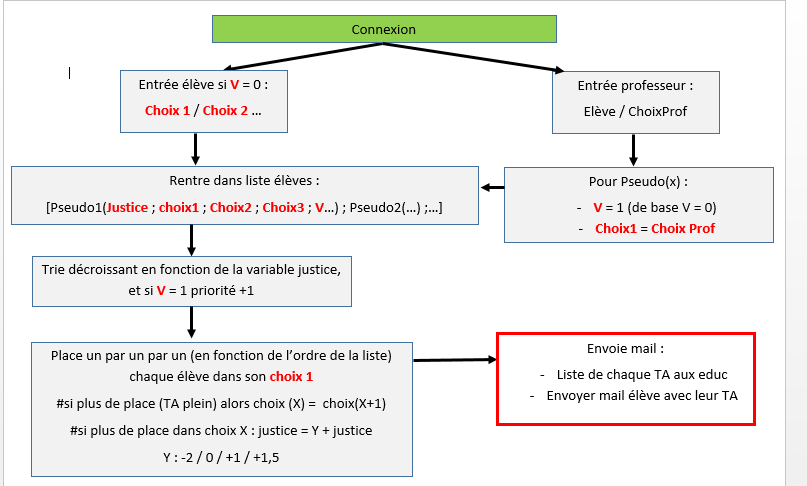 Connexion
Entrée élève si V = 0 :
Choix 1 / Choix 2 ...
Entrée professeur :
Elève / ChoixProf
Rentre dans liste élèves :
[Pseudo1(Justice ; choix1 ; Choix2 ; Choix3 ; V...) ; Pseudo2(...) ;...]
Pour Pseudo(x) :
- V = 1 (de base V = 0)
- Choix1 = Choix Prof
Trie décroissant en fonction de la variable justice,
et si V = 1 priorité +1
Place un par un par un (en fonction de l'ordre de la liste)
chaque élève dans son choix 1
#si plus de place (TA plein) alors choix (X) = choix(X+1)
#si plus de place dans choix X : justice = Y + justice
Y : -2 / 0 / +1 / +1,5
Envoie mail :
- Liste de chaque TA aux educ
- Envoyer mail élève avec leur TA